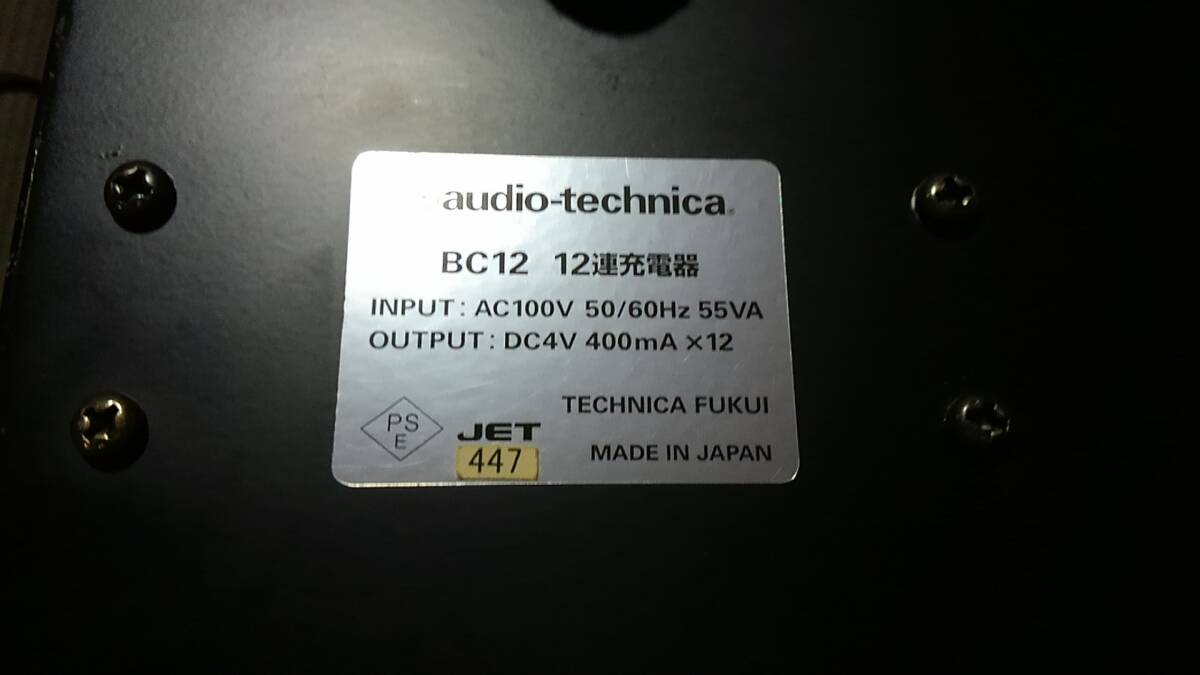 audio-technica.
BC12 12連充電器
INPUT: AC100V 50/60Hz 55VA
OUTPUT: DC4V 400mA ×12
TECHNICA FUKUI
PS
E
JET
447
MADE IN JAPAN